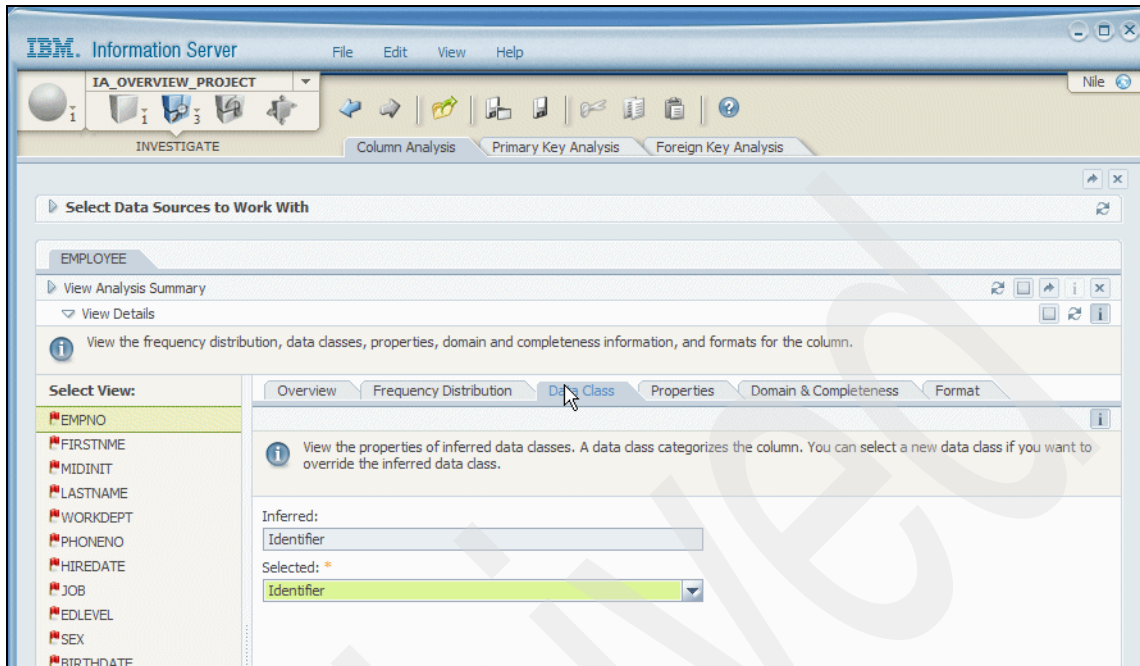 IBM. Information Server File Edit View Help
IA_OVERVIEW_PROJECT
Nile
1 1 3
INVESTIGATE Column Analysis Primary Key Analysis Foreign Key Analysis
Select Data Sources to Work With
EMPLOYEE
View Analysis Summary
View Details
View the frequency distribution, data classes, properties, domain and completeness information, and formats for the column.
Select View: Overview Frequency Distribution Data Class Properties Domain & Completeness Format
EMPNO
FIRSTNME
MIDINIT
LASTNAME
WORKDEPT
PHONENO
HIREDATE
JOB
EDLEVEL
SEX
BIRTHDATE
View the properties of inferred data classes. A data class categorizes the column. You can select a new data class if you want to
override the inferred data class.
Inferred:
Identifier
Selected: *
Identifier